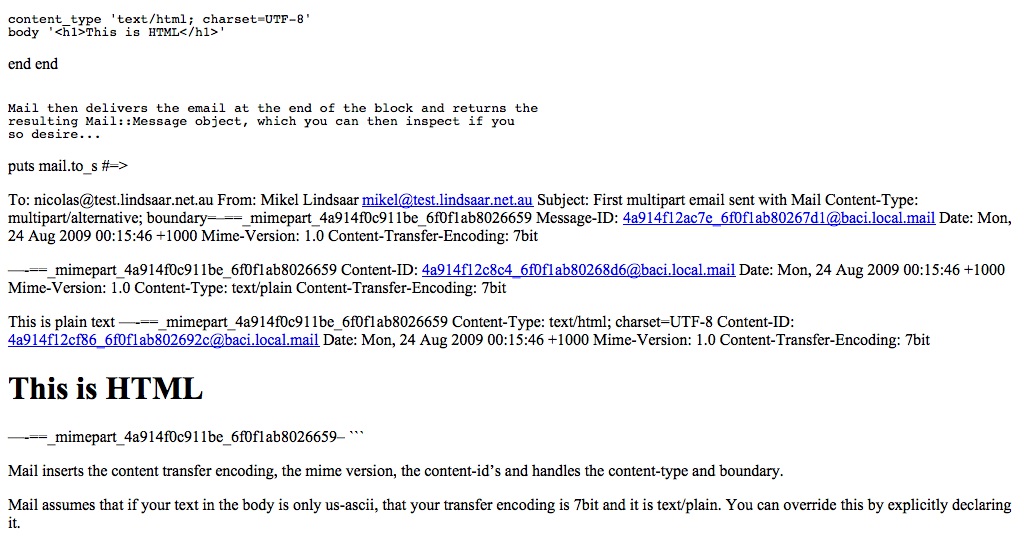 content_type 'text/html; charset=UTF-8'
body '<h1>This is HTML</h1>'
end end
Mail then delivers the email at the end of the block and returns the
resulting Mail::Message object, which you can then inspect if you
so desire...
puts mail.to_s #=>
To: nicolas@test.lindsaar.net.au From: Mikel Lindsaar mikel@test.lindsaar.net.au Subject: First multipart email sent with Mail Content-Type:
multipart/alternative; boundary=–==_mimepart_4a914f0c911be_6f0f1ab8026659 Message-ID: 4a914f12ac7e_6f0f1ab80267d1@baci.local.mail Date: Mon,
24 Aug 2009 00:15:46 +1000 Mime-Version: 1.0 Content-Transfer-Encoding: 7bit
—-==_mimepart_4a914f0c911be_6f0f1ab8026659 Content-ID: 4a914f12c8c4_6f0f1ab80268d6@baci.local.mail Date: Mon, 24 Aug 2009 00:15:46 +1000
Mime-Version: 1.0 Content-Type: text/plain Content-Transfer-Encoding: 7bit
This is plain text —-==_mimepart_4a914f0c911be_6f0f1ab8026659 Content-Type: text/html; charset=UTF-8 Content-ID:
4a914f12cf86_6f0f1ab802692c@baci.local.mail Date: Mon, 24 Aug 2009 00:15:46 +1000 Mime-Version: 1.0 Content-Transfer-Encoding: 7bit
This is HTML
—-==_mimepart_4a914f0c911be_6f0f1ab8026659– ```
Mail inserts the content transfer encoding, the mime version, the content-id’s and handles the content-type and boundary.
Mail assumes that if your text in the body is only us-ascii, that your transfer encoding is 7bit and it is text/plain. You can override this by explicitly declaring
it.